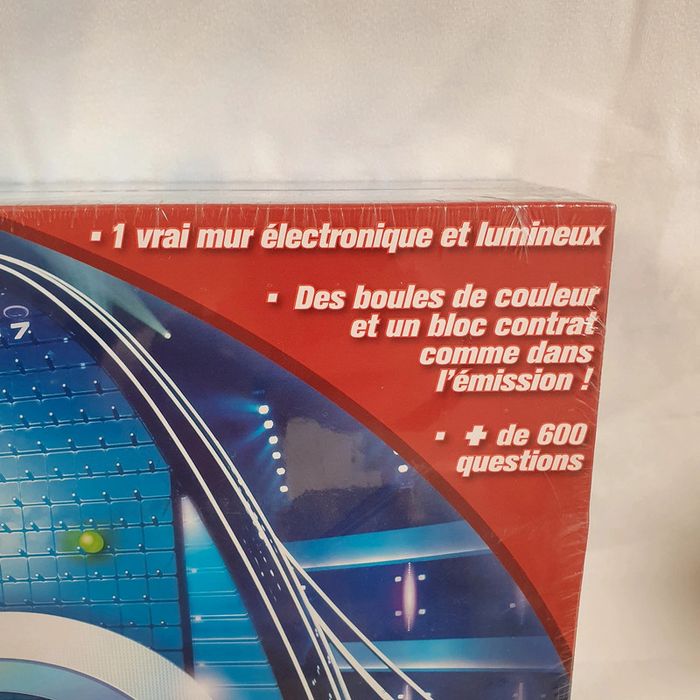 ▪ 1 vrai mur électronique et lumineux
▪ Des boules de couleur
et un bloc contrat
comme dans
l'émission !
▪ + de 600
questions
7